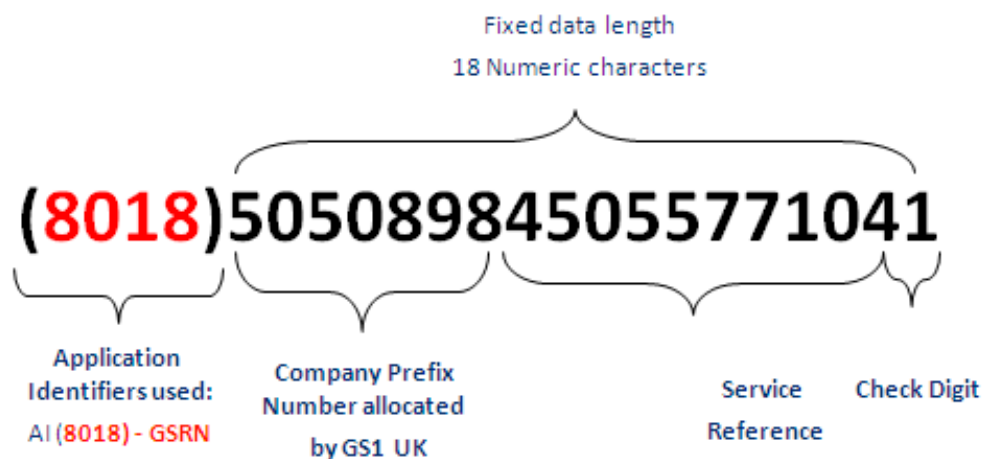 Fixed data length
18 Numeric characters
(8018)505089845055771041
Application
Identifiers used:
AI (8018) - GSRN
Company Prefix
Number allocated
by GS1 UK
Service
Reference
Check Digit